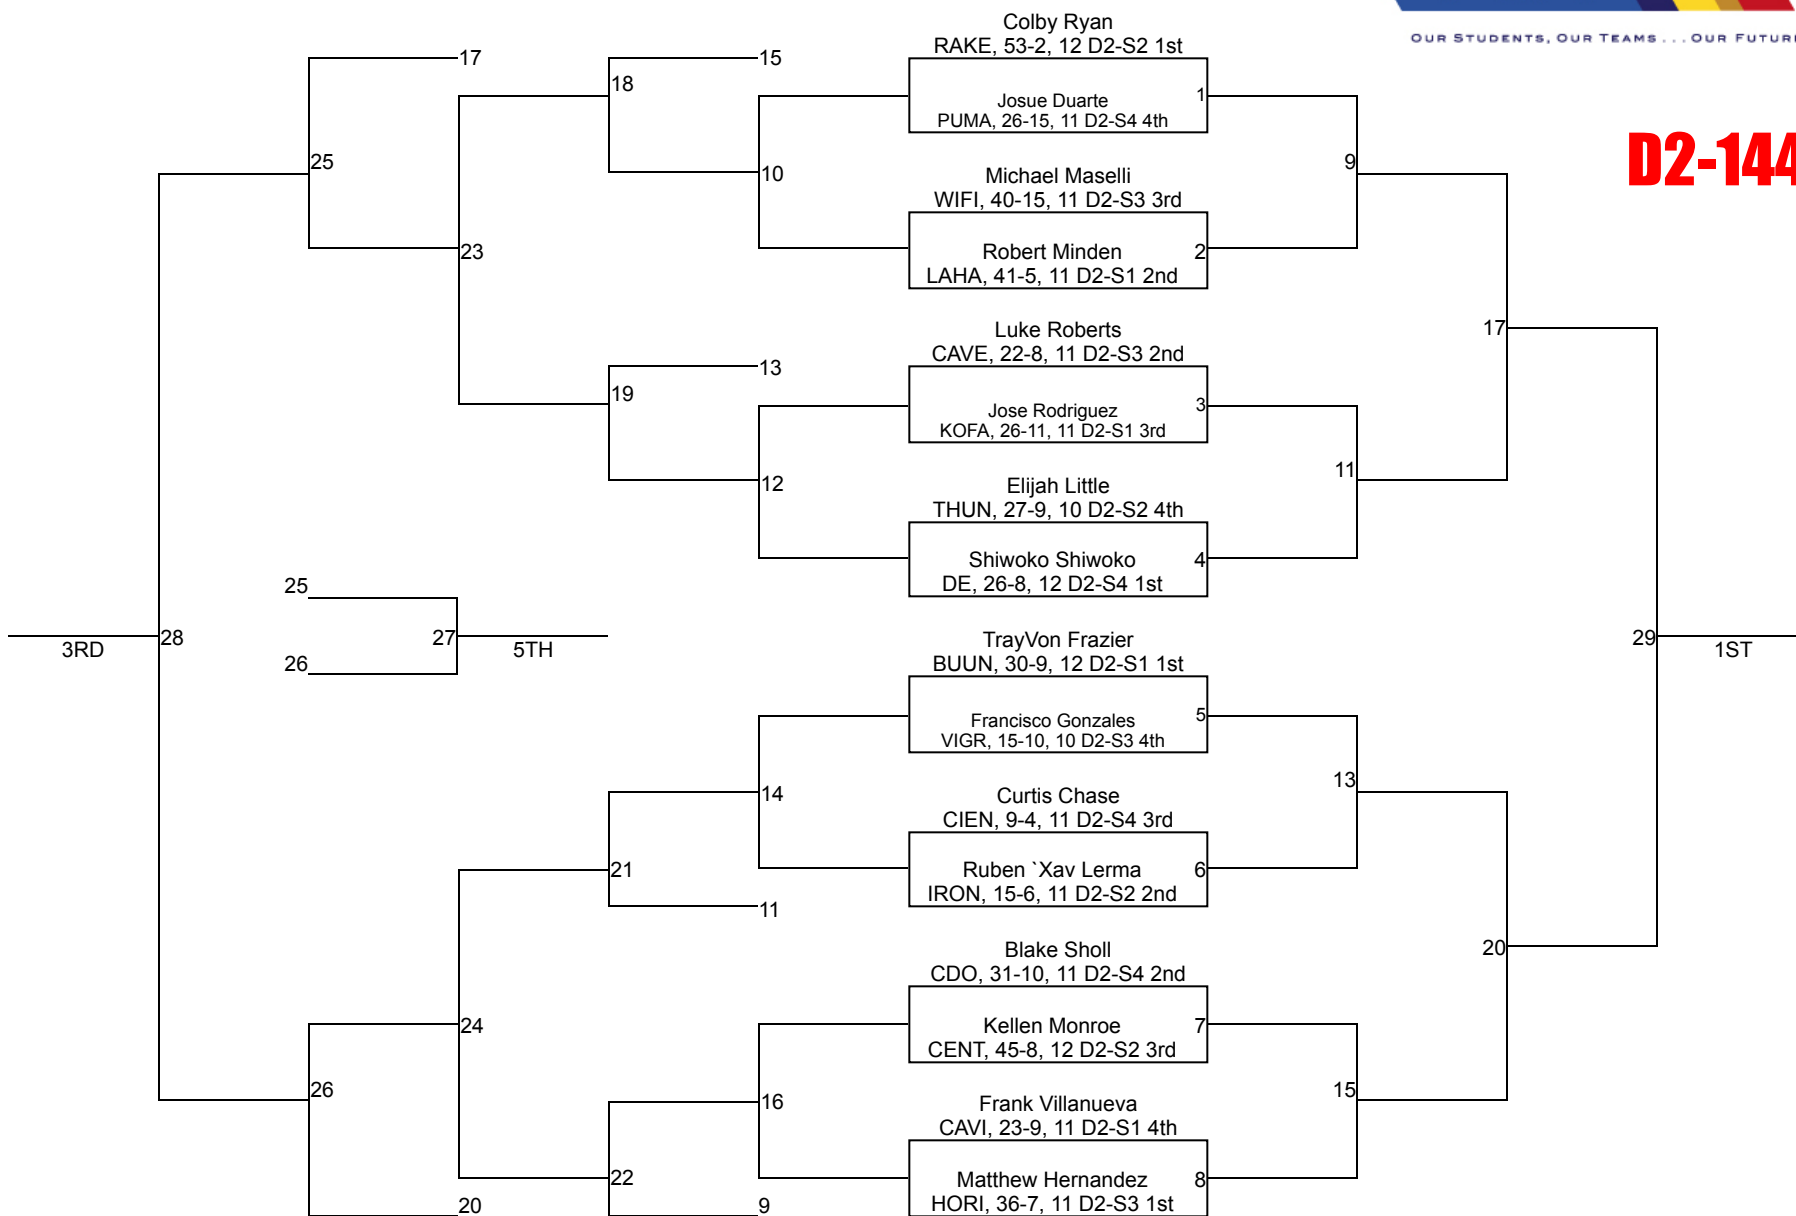 OUR STUDENTS, OUR TEAMS . . . OUR FUTURE
D2-144
Colby Ryan
RAKE, 53-2, 12 D2-S2 1st
17
15
18
Josue Duarte
1
PUMA, 26-15, 11 D2-S4 4th
25
10
9
Michael Maselli
WIFI, 40-15, 11 D2-S3 3rd
23
Robert Minden
2
LAHA, 41-5, 11 D2-S1 2nd
Luke Roberts
17
CAVE, 22-8, 11 D2-S3 2nd
13
19
Jose Rodriguez
3
KOFA, 26-11, 11 D2-S1 3rd
12
11
Elijah Little
THUN, 27-9, 10 D2-S2 4th
Shiwoko Shiwoko
4
DE, 26-8, 12 D2-S4 1st
25
3RD
28
27
5TH
TrayVon Frazier
29
1ST
26
BUUN, 30-9, 12 D2-S1 1st
Francisco Gonzales
5
VIGR, 15-10, 10 D2-S3 4th
14
13
Curtis Chase
CIEN, 9-4, 11 D2-S4 3rd
21
Ruben `Xav Lerma
6
IRON, 15-6, 11 D2-S2 2nd
11
Blake Sholl
20
CDO, 31-10, 11 D2-S4 2nd
24
Kellen Monroe
7
CENT, 45-8, 12 D2-S2 3rd
26
16
15
Frank Villanueva
CAVI, 23-9, 11 D2-S1 4th
22
Matthew Hernandez
8
20
9
HORI, 36-7, 11 D2-S3 1st